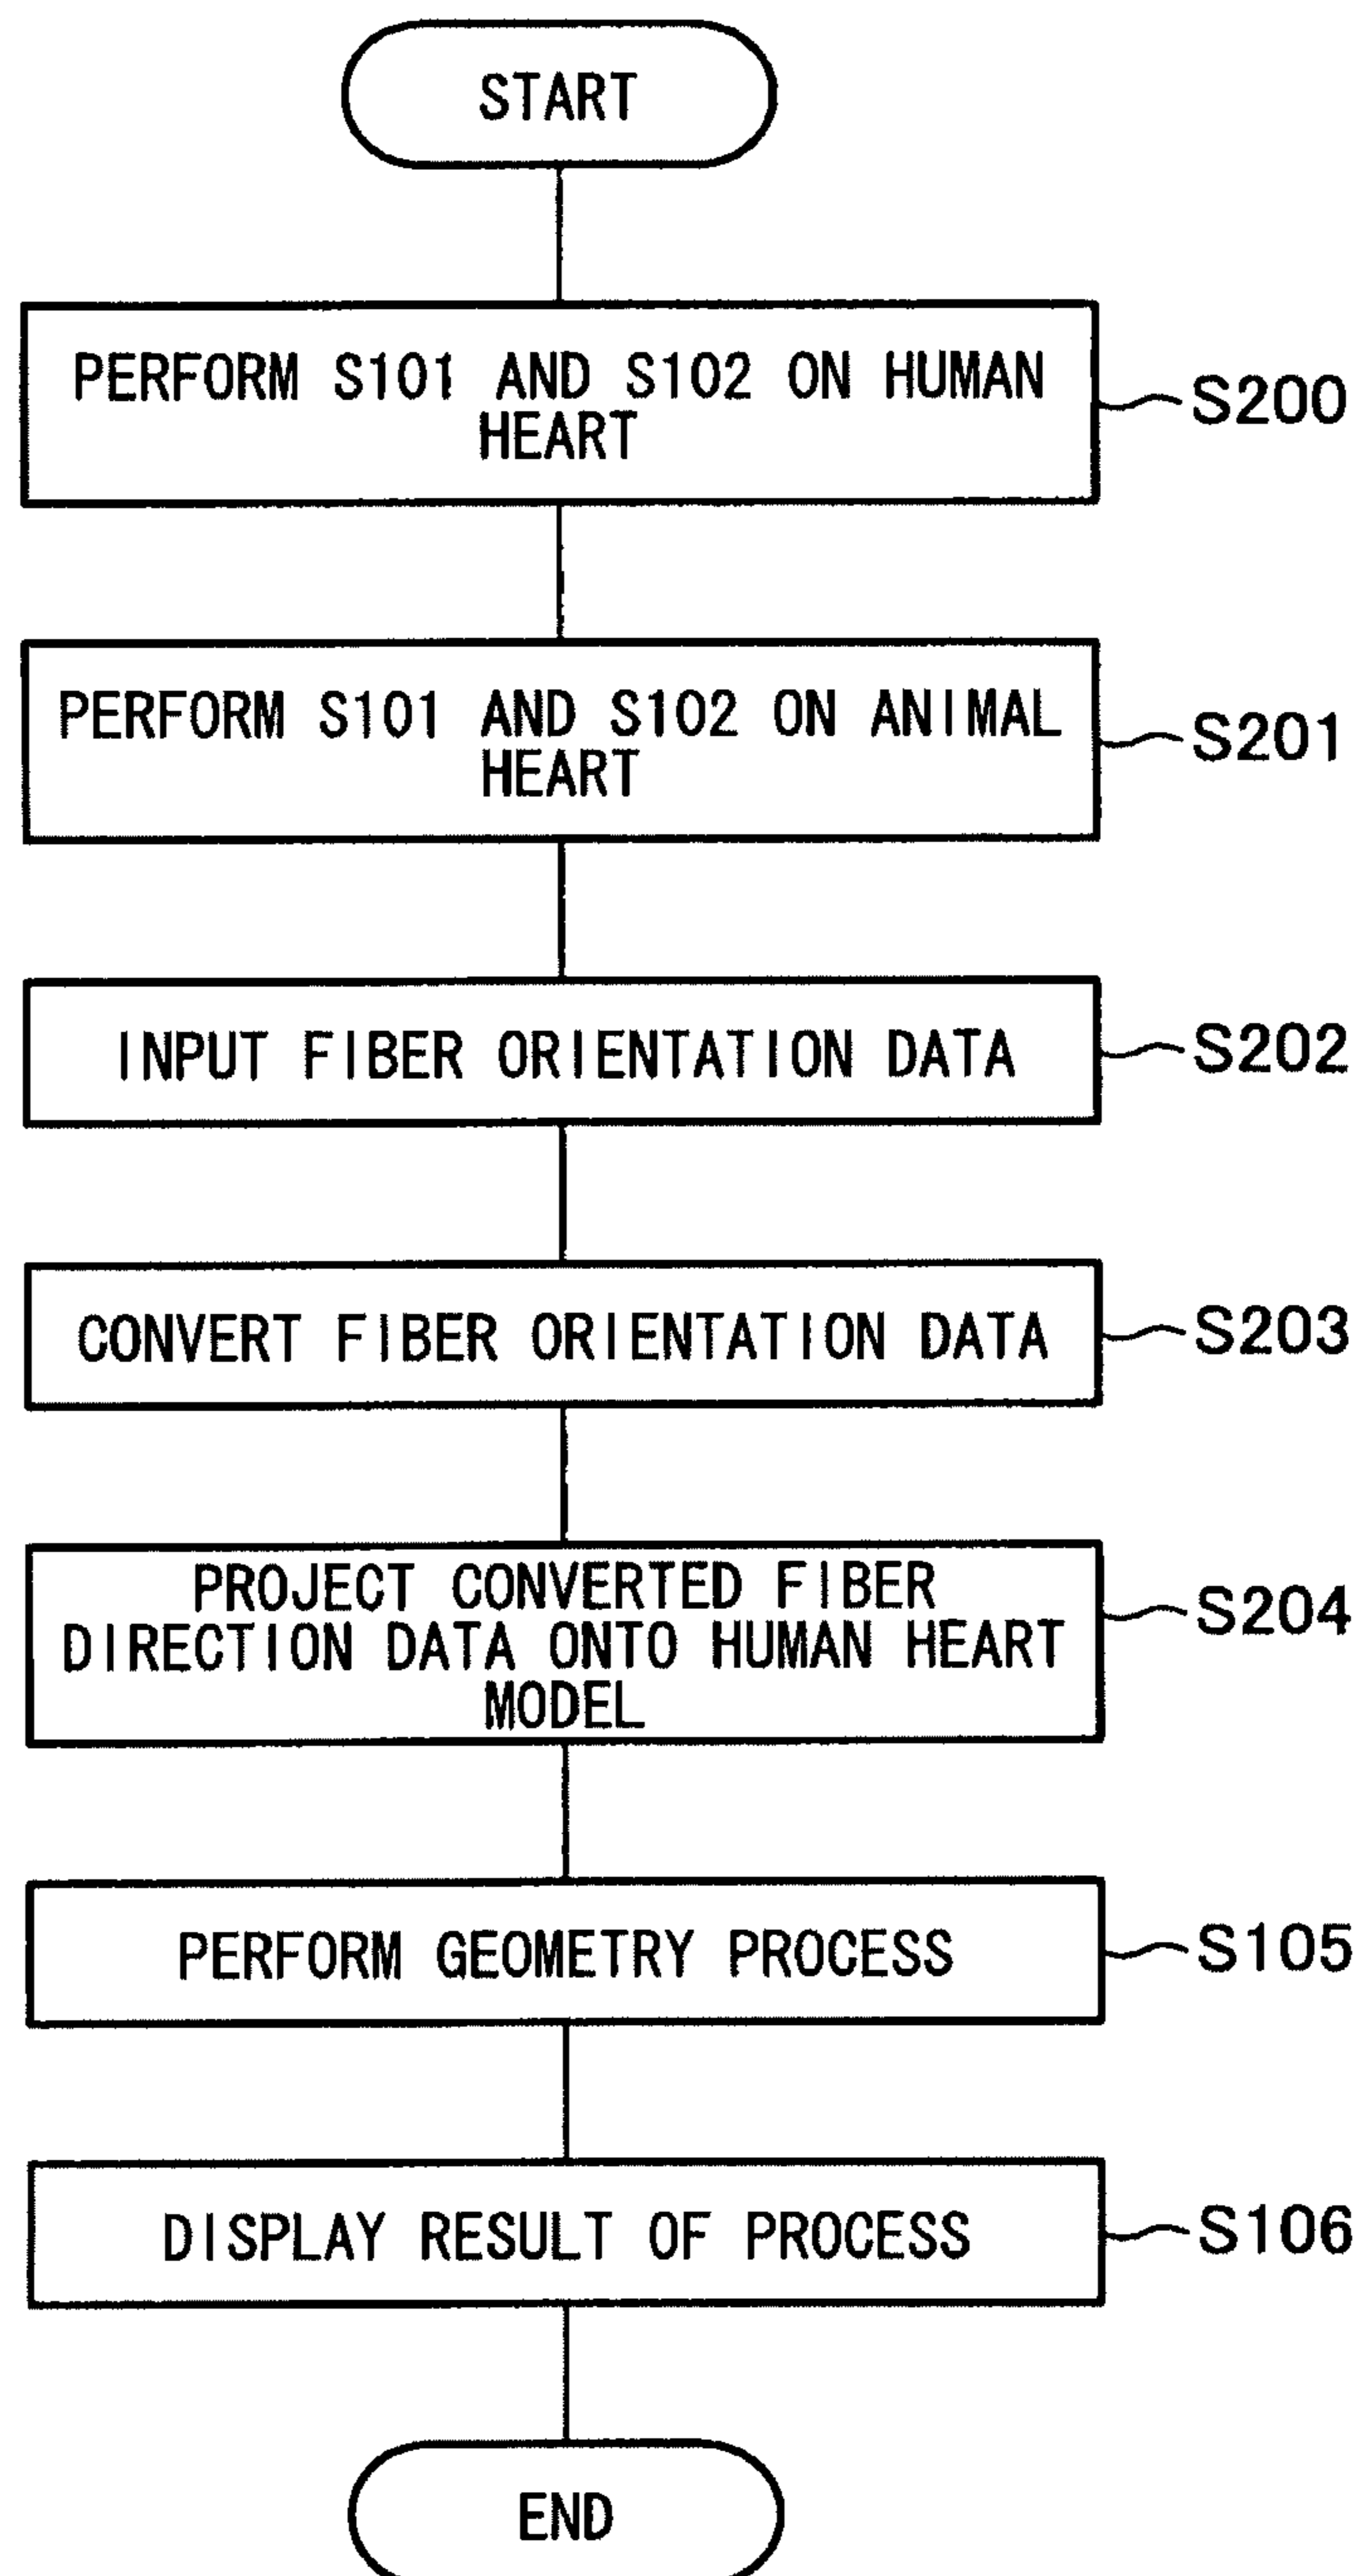 START
PERFORM S101 AND S102 ON HUMAN
HEART
S200
PERFORM S101 AND S102 ON ANIMAL
HEART
S201
INPUT FIBER ORIENTATION DATA
S202
CONVERT FIBER ORIENTATION DATA
S203
PROJECT CONVERTED FIBER
DIRECTION DATA ONTO HUMAN HEART
MODEL
S204
PERFORM GEOMETRY PROCESS
S105
DISPLAY RESULT OF PROCESS
S106
END